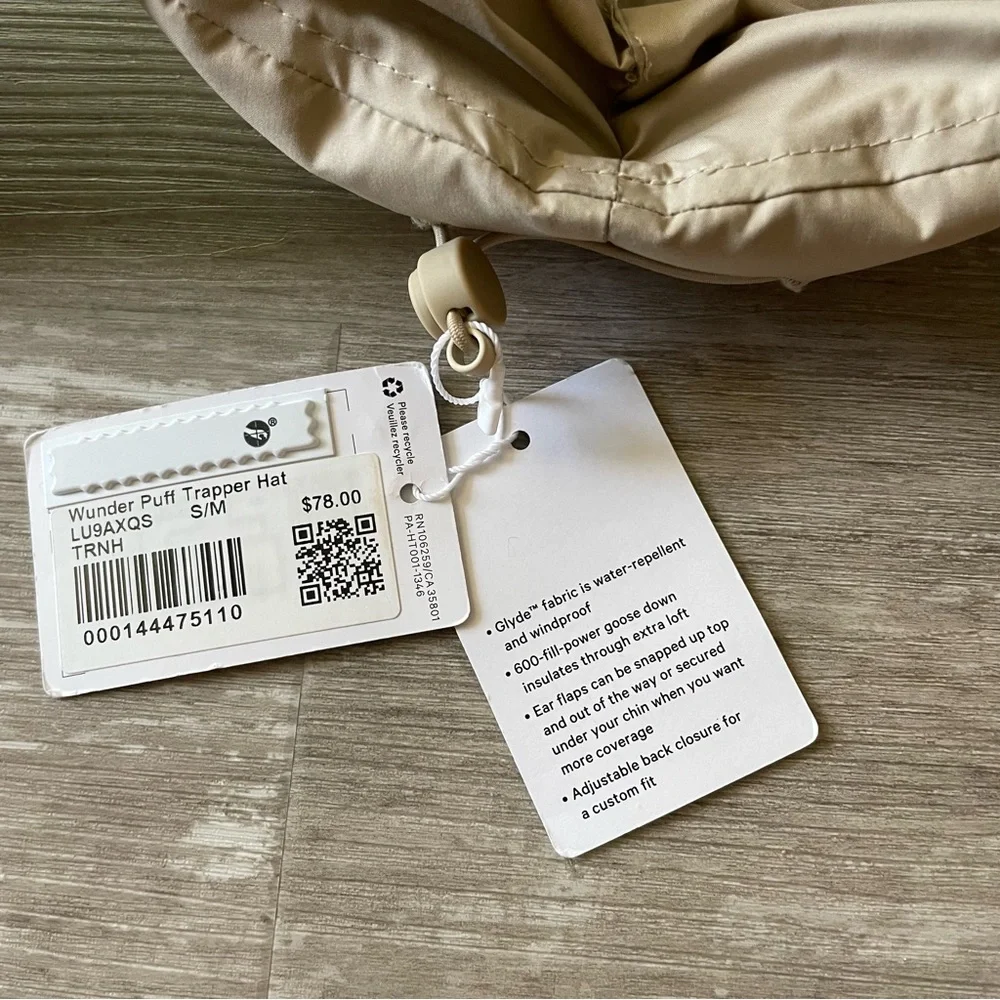 Please recycle
Veuillez recycler
®
Wunder Puff Trapper Hat
LU9AXQS S/M $78.00
TRNH
000144475110
RN106259/CA35801
PA-HT001-1346
• Glyde™ fabric is water-repellent
and windproof
• 600-fill-power goose down
insulates through extra loft
• Ear flaps can be snapped up top
and out of the way or secured
under your chin when you want
more coverage
• Adjustable back closure for
a custom fit